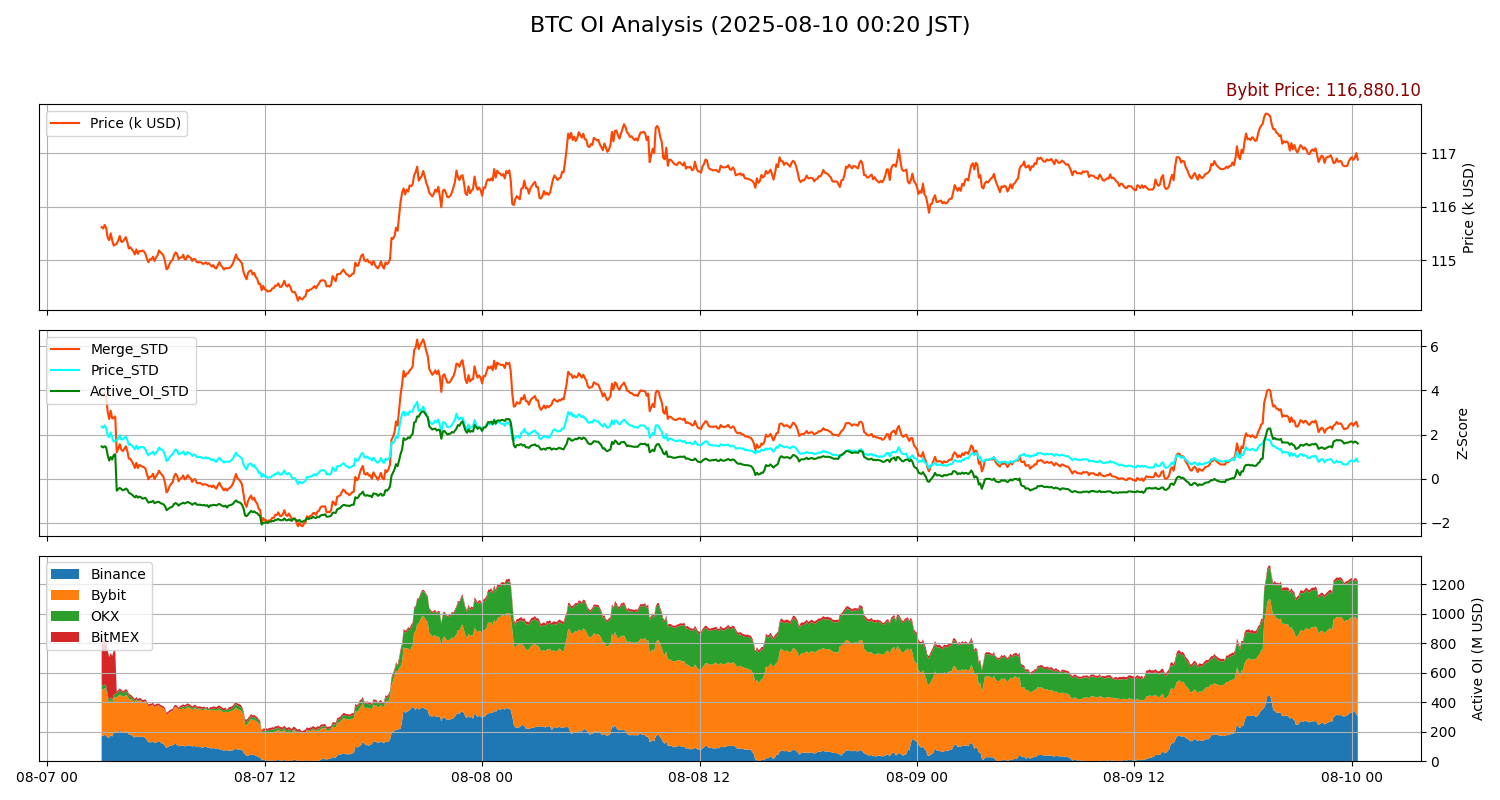 BTC OI Analysis (2025-08-10 00:20 JST)
Bybit Price: 116,880.10
Price (k USD)
117
116
115
Price (k USD)
Merge_STD
Price_STD
Active_OI_STD
6
4
2
0
−2
Z-Score
Binance
Bybit
OKX
BitMEX
1200
1000
800
600
400
200
0
Active OI (M USD)
08-07 00 08-07 12 08-08 00 08-08 12 08-09 00 08-09 12 08-10 00